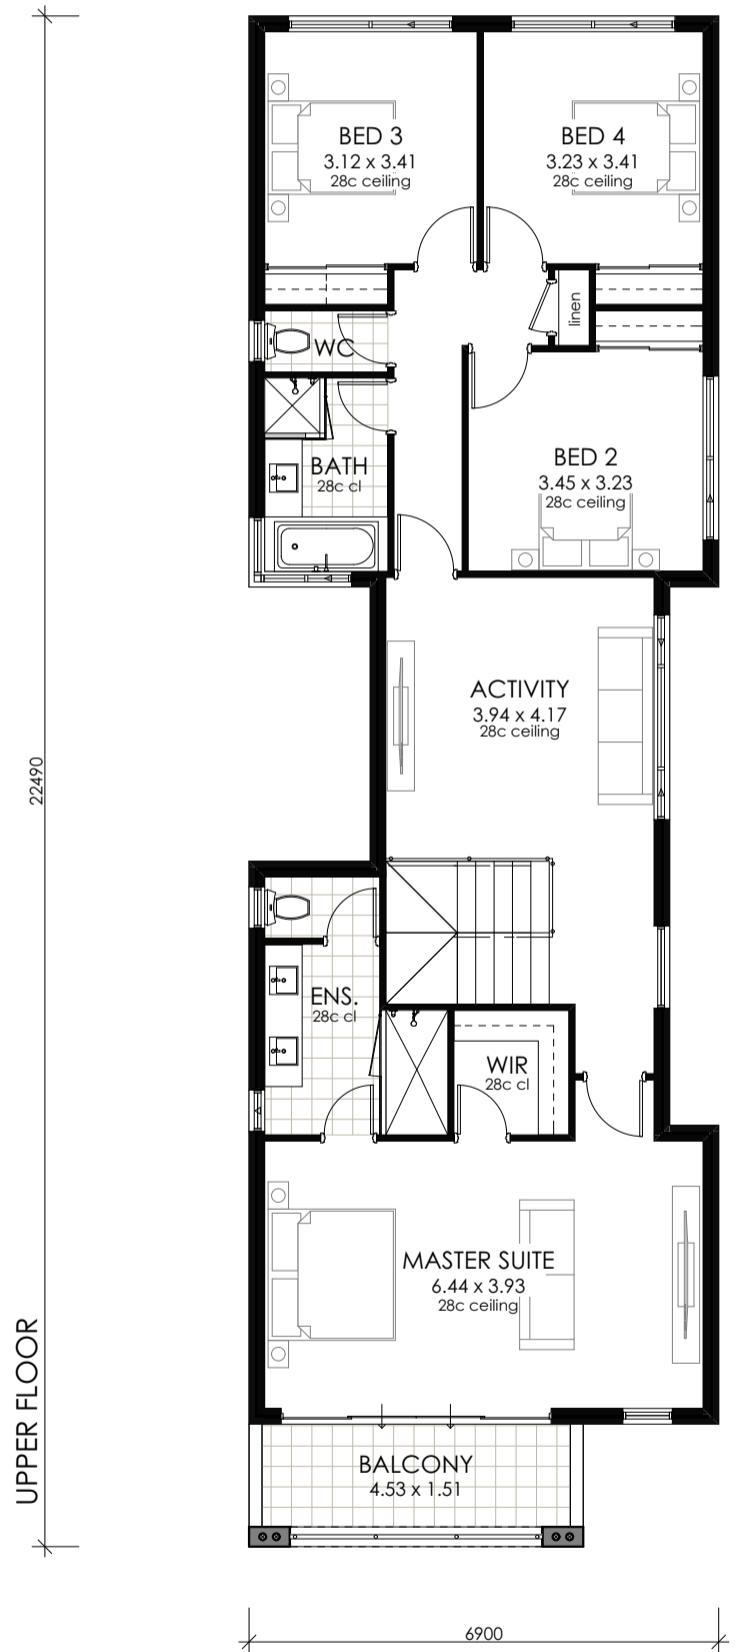 BED 3
3.12 x 3.41
28c ceiling
BED 4
3.23 x 3.41
28c ceiling
linen
WC
BATH
28c cl
BED 2
3.45 x 3.23
28c ceiling
ACTIVITY
3.94 x 4.17
28c ceiling
22490
ENS.
28c cl
WIR
28c cl
MASTER SUITE
6.44 x 3.93
28c ceiling
UPPER FLOOR
BALCONY
4.53 x 1.51
6900